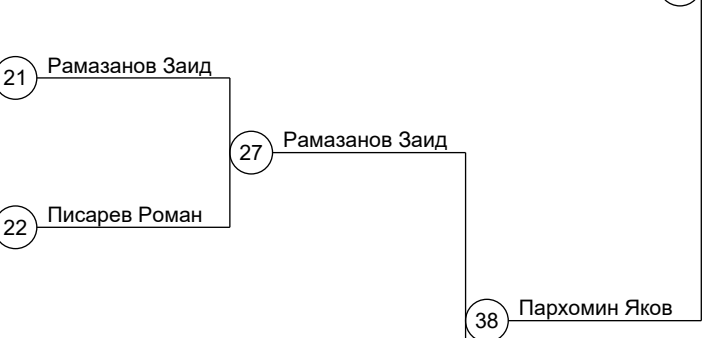 21 Рамазанов Заид
27 Рамазанов Заид
22 Писарев Роман
38 Пархомин Яков